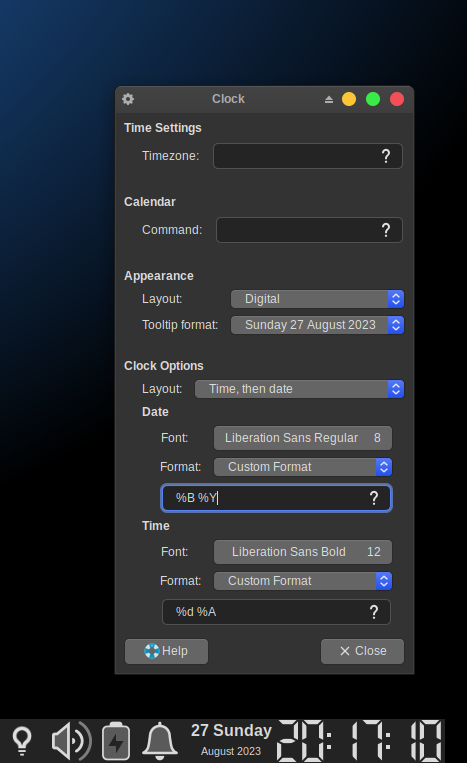 Clock
Time Settings
Timezone: ?
Calendar
Command: ?
Appearance
Layout: Digital
Tooltip format: Sunday 27 August 2023
Clock Options
Layout: Time, then date
Date
Font: Liberation Sans Regular 8
Format: Custom Format
%B %Y ?
Time
Font: Liberation Sans Bold 12
Format: Custom Format
%d %A ?
Help Close
27 Sunday
August 2023
20:17:10